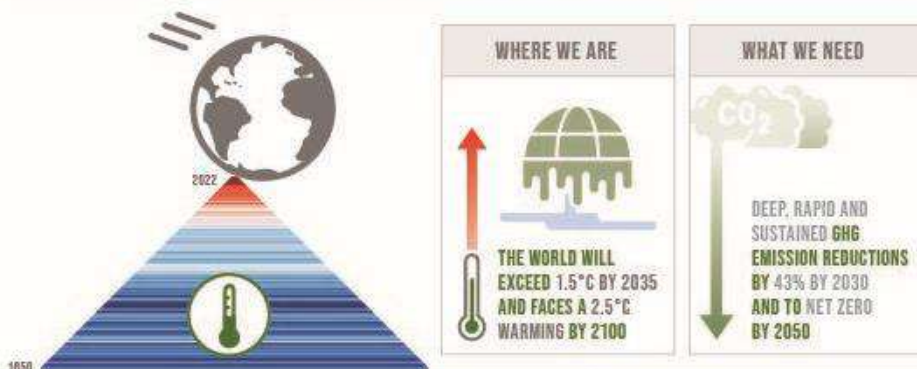 WHERE WE ARE
WHAT WE NEED
CO2
2022
THE WORLD WILL
EXCEED 1.5°C BY 2035
AND FACES A 2.5°C
WARMING BY 2100
DEEP, RAPID AND
SUSTAINED GHG
EMISSION REDUCTIONS
BY 43% BY 2030
AND TO NET ZERO
BY 2050